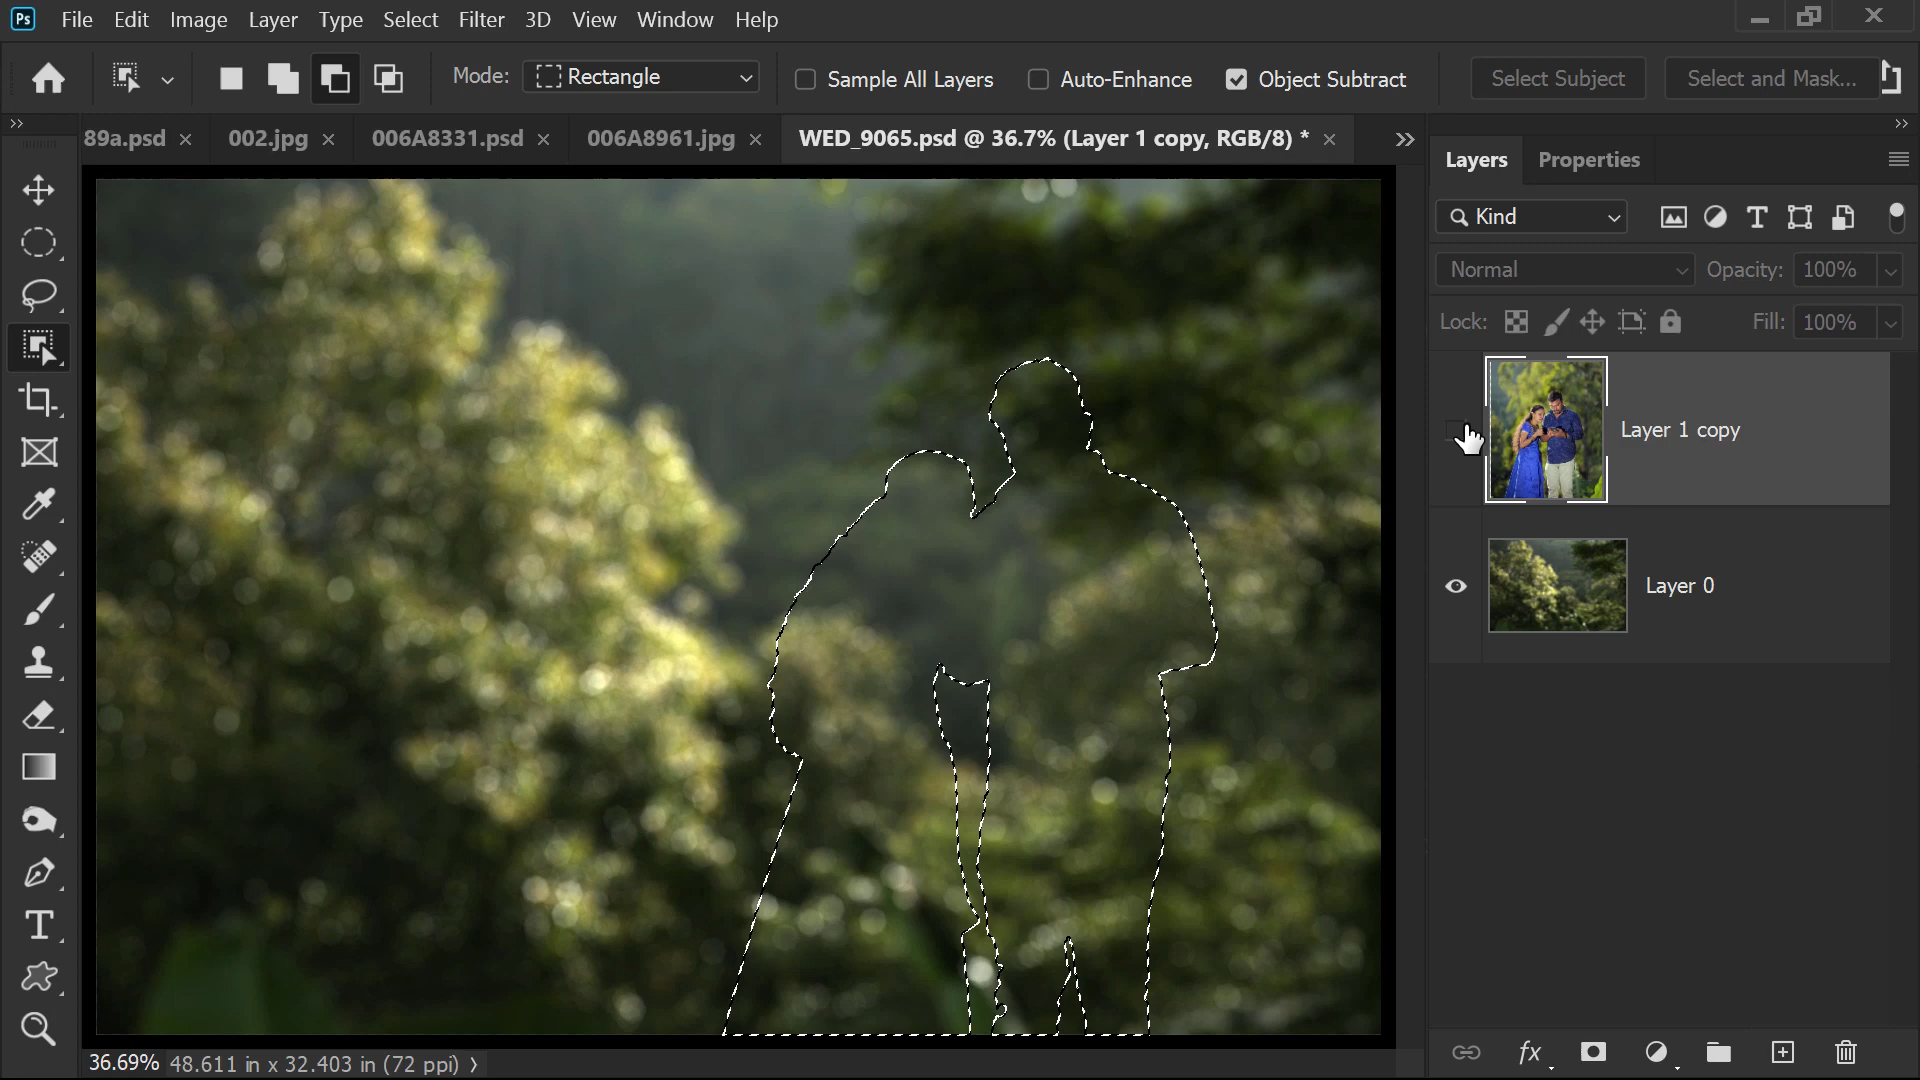 Ps File Edit Image Layer Type Select Filter 3D View Window Help
Mode: Rectangle Sample All Layers Auto-Enhance Object Subtract Select Subject Select and Mask...
89a.psd × 002.jpg × 006A8331.psd × 006A8961.jpg × WED_9065.psd @ 36.7% (Layer 1 copy, RGB/8) * ×
Layers Properties
Kind
Normal Opacity: 100%
Lock: Fill: 100%
Layer 1 copy
Layer 0
36.69% 48.611 in x 32.403 in (72 ppi)
fx